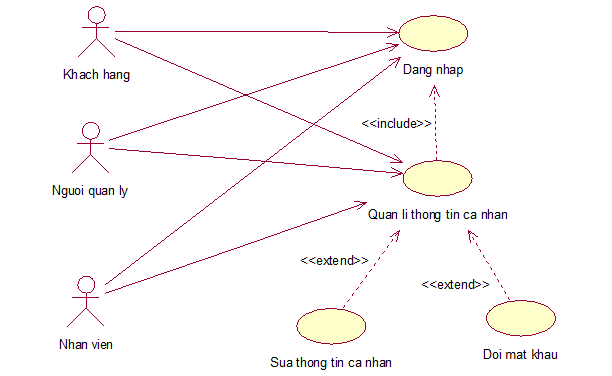 Khach hang
Dang nhap
<<include>>
Nguoi quan ly
Quan li thong tin ca nhan
<<extend>>
<<extend>>
Nhan vien
Sua thong tin ca nhan
Doi mat khau